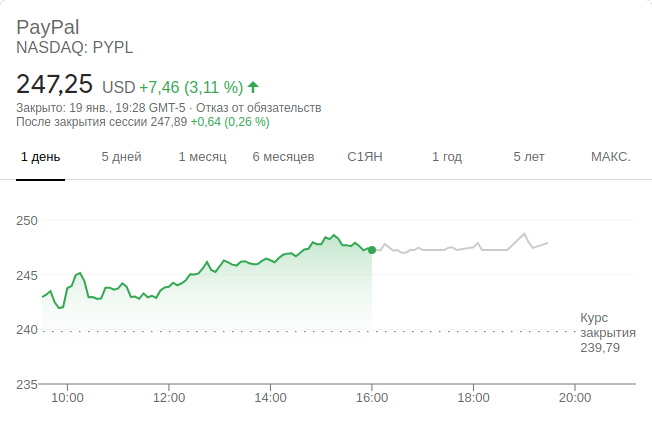 PayPal
NASDAQ: PYPL
247,25 USD +7,46 (3,11 %)
Закрыто: 19 янв., 19:28 GMT-5 · Отказ от обязательств
После закрытия сессии 247,89 +0,64 (0,26 %)
1 день 5 дней 1 месяц 6 месяцев С1ЯН 1 год 5 лет МАКС.
250
245
240
Курс
закрытия
239,79
235
10:00 12:00 14:00 16:00 18:00 20:00